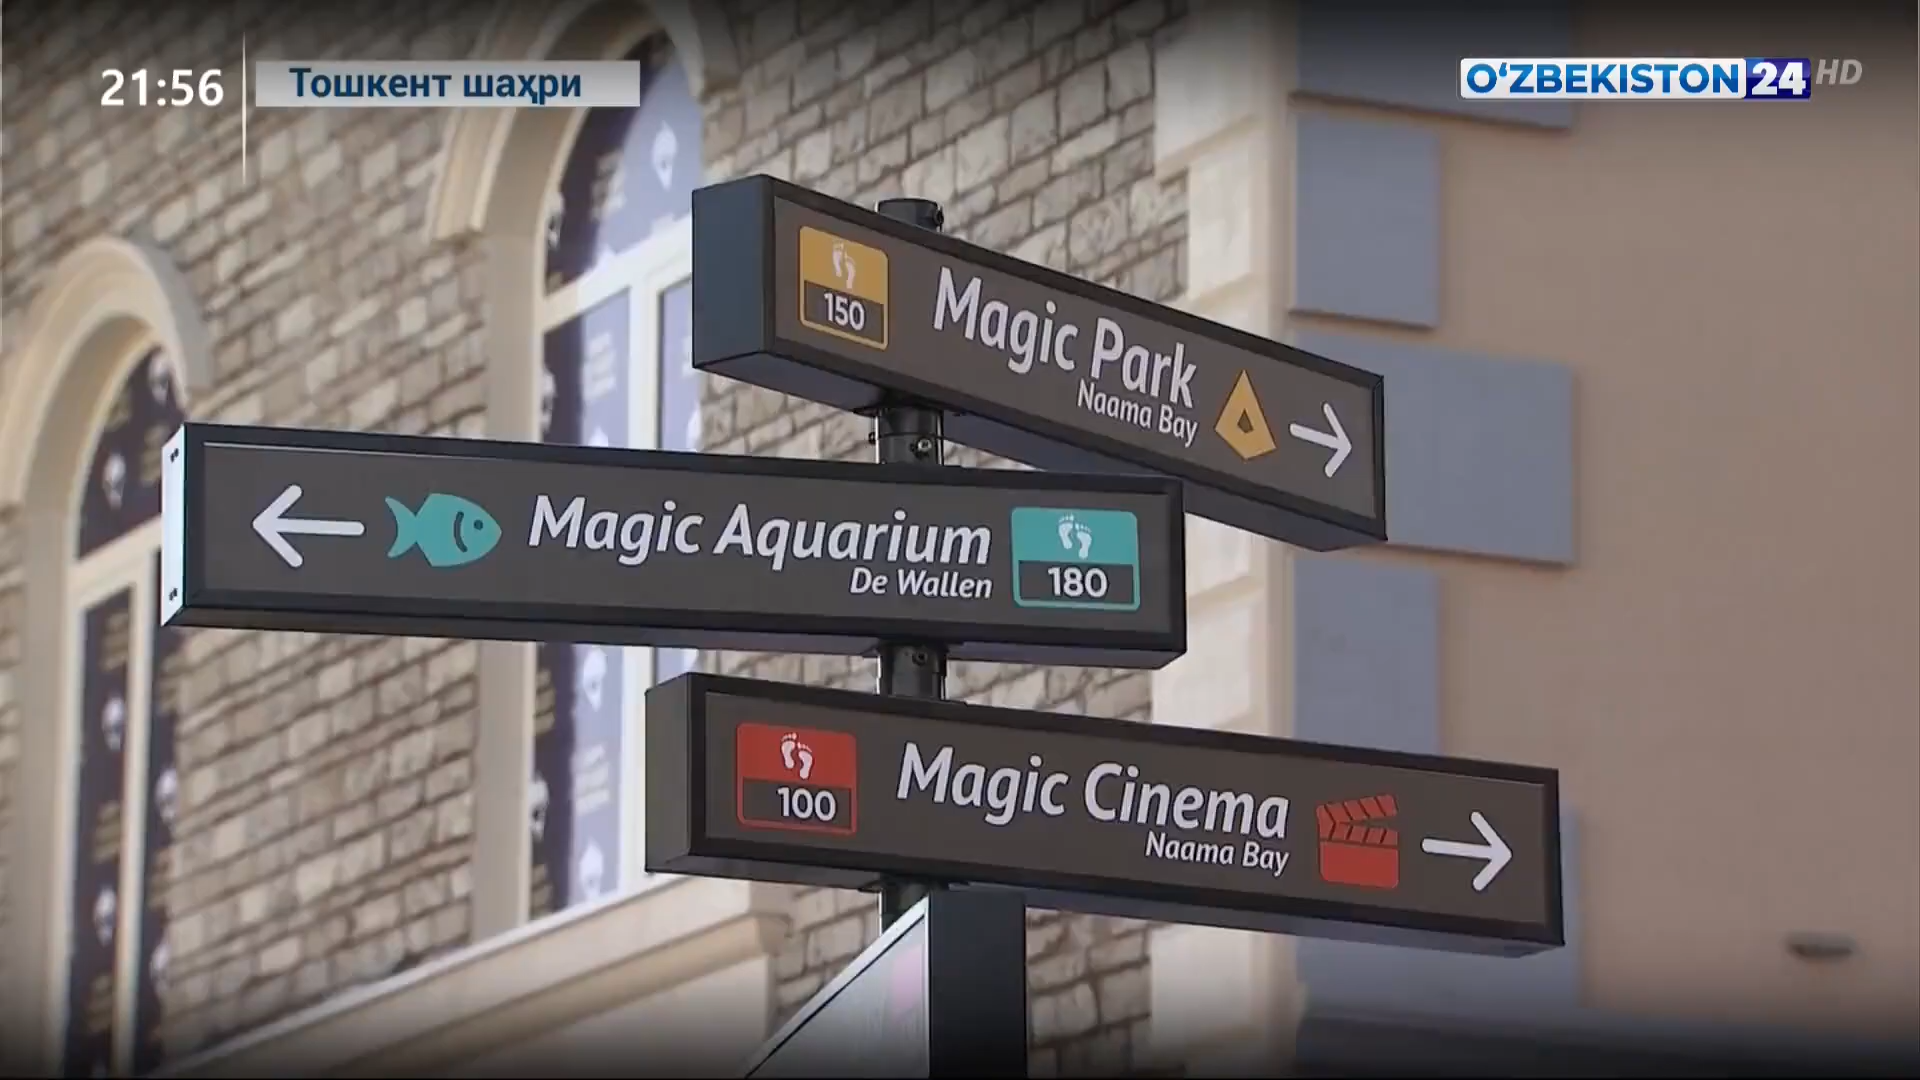 21:56
Тошкент шаҳри
O'ZBEKISTON 24 HD
150
Magic Park
Naama Bay
Magic Aquarium
De Wallen
180
100
Magic Cinema
Naama Bay